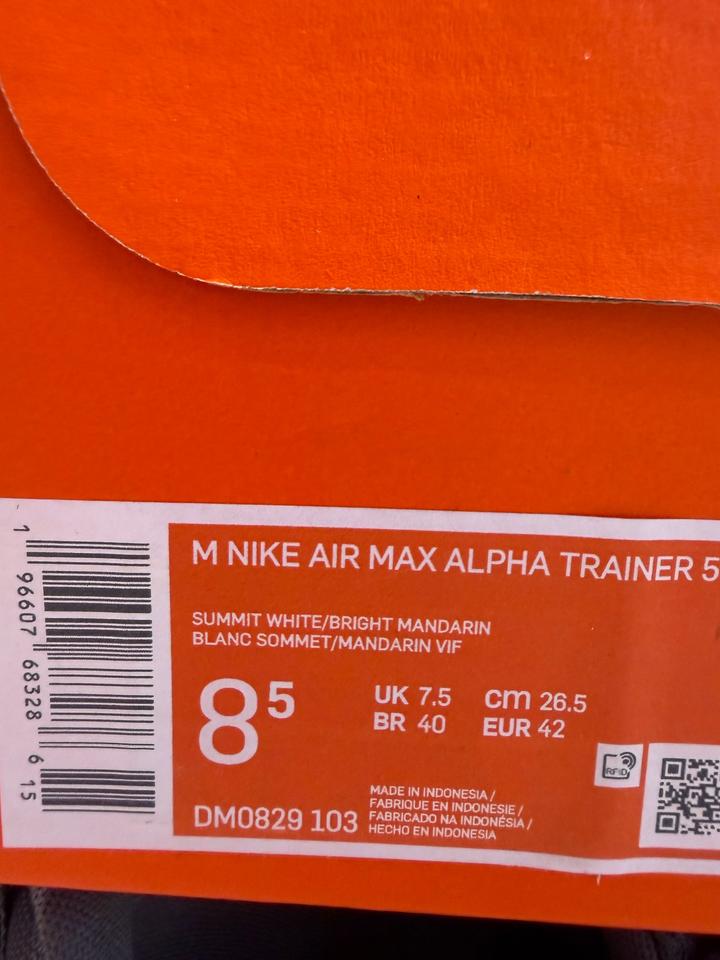 M NIKE AIR MAX ALPHA TRAINER 5
SUMMIT WHITE/BRIGHT MANDARIN
BLANC SOMMET/MANDARIN VIF
8⁵
UK 7.5 cm 26.5
BR 40 EUR 42
RFID
DM0829 103
MADE IN INDONESIA /
FABRIQUE EN INDONESIE /
FABRICADO NA INDONÉSIA /
HECHO EN INDONESIA
1 96607 68328 6 15